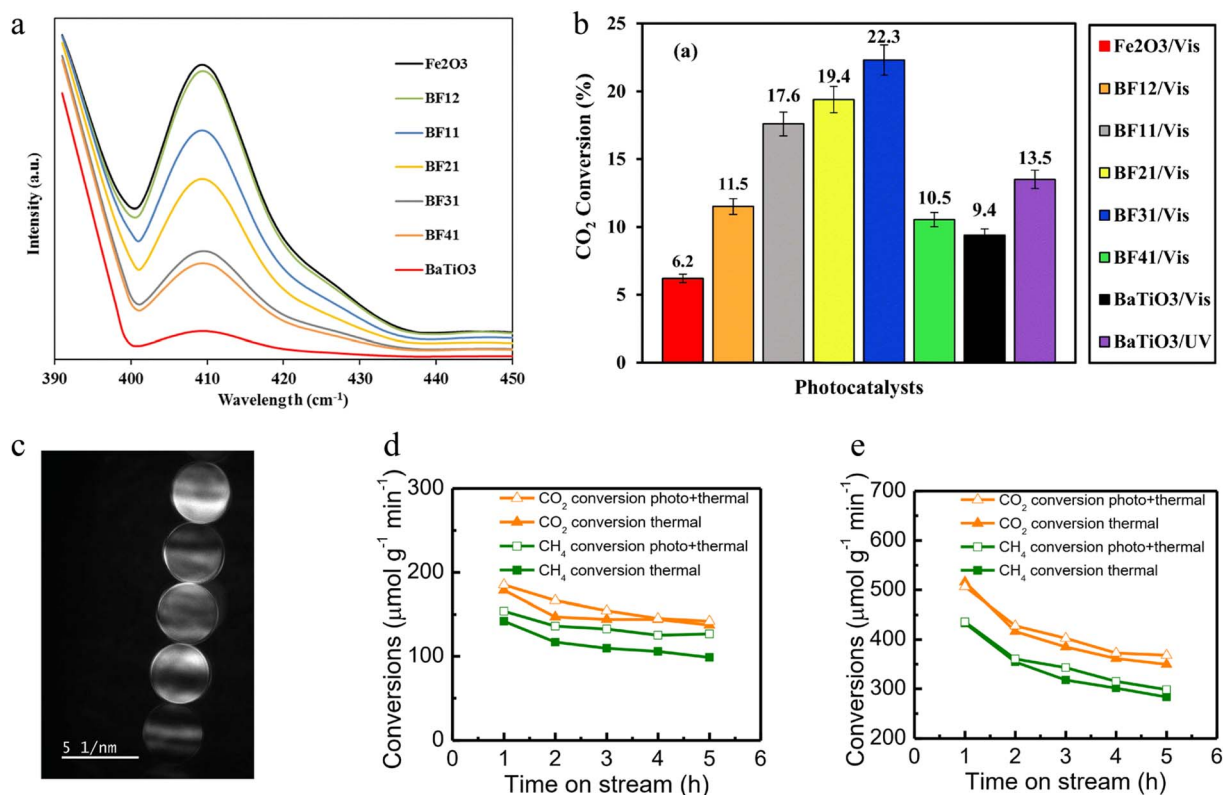 a
Intensity (a.u.)
Fe2O3
BF12
BF11
BF21
BF31
BF41
BaTiO3
390 400 410 420 430 440 450
Wavelength (cm⁻¹)
b
(a)
CO₂ Conversion (%)
25
20
15
10
5
0
6.2
11.5
17.6
19.4
22.3
10.5
9.4
13.5
Photocatalysts
Fe2O3/Vis
BF12/Vis
BF11/Vis
BF21/Vis
BF31/Vis
BF41/Vis
BaTiO3/Vis
BaTiO3/UV
c
5 1/nm
d
Conversions (μmol g⁻¹ min⁻¹)
300
200
100
0
CO₂ conversion photo+thermal
CO₂ conversion thermal
CH₄ conversion photo+thermal
CH₄ conversion thermal
0 1 2 3 4 5 6
Time on stream (h)
e
Conversions (μmol g⁻¹ min⁻¹)
700
600
500
400
300
200
CO₂ conversion photo+thermal
CO₂ conversion thermal
CH₄ conversion photo+thermal
CH₄ conversion thermal
0 1 2 3 4 5 6
Time on stream (h)